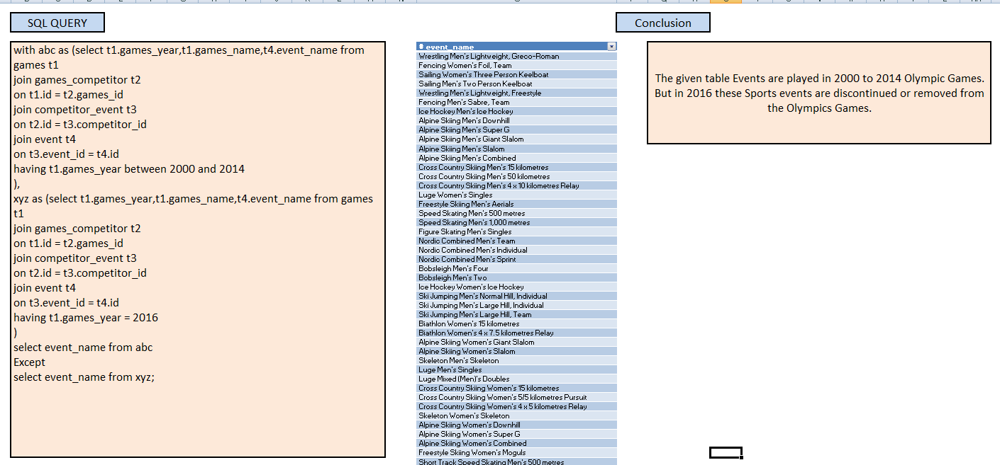 SQL QUERY
Conclusion
with abc as (select t1.games_year,t1.games_name,t4.event_name from
games t1
join games_competitor t2
on t1.id = t2.games_id
join competitor_event t3
on t2.id = t3.competitor_id
join event t4
on t3.event_id = t4.id
having t1.games_year between 2000 and 2014
),
xyz as (select t1.games_year,t1.games_name,t4.event_name from games
t1
join games_competitor t2
on t1.id = t2.games_id
join competitor_event t3
on t2.id = t3.competitor_id
join event t4
on t3.event_id = t4.id
having t1.games_year = 2016
)
select event_name from abc
Except
select event_name from xyz;
# event_name
Wrestling Men's Lightweight, Greco-Roman
Fencing Women's Foil, Team
Sailing Women's Three Person Keelboat
Sailing Men's Two Person Keelboat
Wrestling Men's Lightweight, Freestyle
Fencing Men's Sabre, Team
Ice Hockey Men's Ice Hockey
Alpine Skiing Men's Downhill
Alpine Skiing Men's Super G
Alpine Skiing Men's Giant Slalom
Alpine Skiing Men's Slalom
Alpine Skiing Men's Combined
Cross Country Skiing Men's 15 kilometres
Cross Country Skiing Men's 50 kilometres
Cross Country Skiing Men's 4 x 10 kilometres Relay
Luge Women's Singles
Freestyle Skiing Men's Aerials
Speed Skating Men's 500 metres
Speed Skating Men's 1,000 metres
Figure Skating Men's Singles
Nordic Combined Men's Team
Nordic Combined Men's Individual
Nordic Combined Men's Sprint
Bobsleigh Men's Four
Bobsleigh Men's Two
Ice Hockey Women's Ice Hockey
Ski Jumping Men's Normal Hill, Individual
Ski Jumping Men's Large Hill, Individual
Ski Jumping Men's Large Hill, Team
Biathlon Women's 15 kilometres
Biathlon Women's 4 x 7.5 kilometres Relay
Alpine Skiing Women's Giant Slalom
Alpine Skiing Women's Slalom
Skeleton Men's Skeleton
Luge Men's Singles
Luge Mixed (Men)'s Doubles
Cross Country Skiing Women's 15 kilometres
Cross Country Skiing Women's 5/5 kilometres Pursuit
Cross Country Skiing Women's 4 x 5 kilometres Relay
Skeleton Women's Skeleton
Alpine Skiing Women's Downhill
Alpine Skiing Women's Super G
Alpine Skiing Women's Combined
Freestyle Skiing Women's Moguls
Short Track Speed Skating Men's 500 metres
The given table Events are played in 2000 to 2014 Olympic Games.
But in 2016 these Sports events are discontinued or removed from
the Olympics Games.